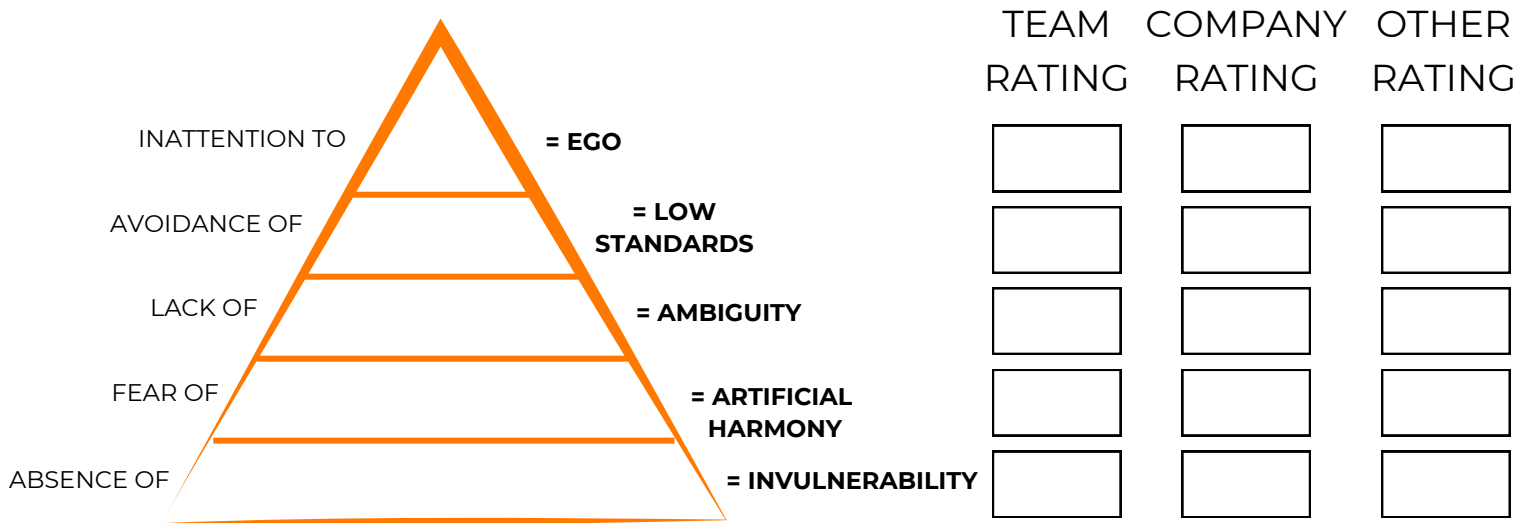 TEAM COMPANY OTHER
RATING RATING RATING
INATTENTION TO = EGO
AVOIDANCE OF = LOW
STANDARDS
LACK OF = AMBIGUITY
FEAR OF = ARTIFICIAL
HARMONY
ABSENCE OF = INVULNERABILITY